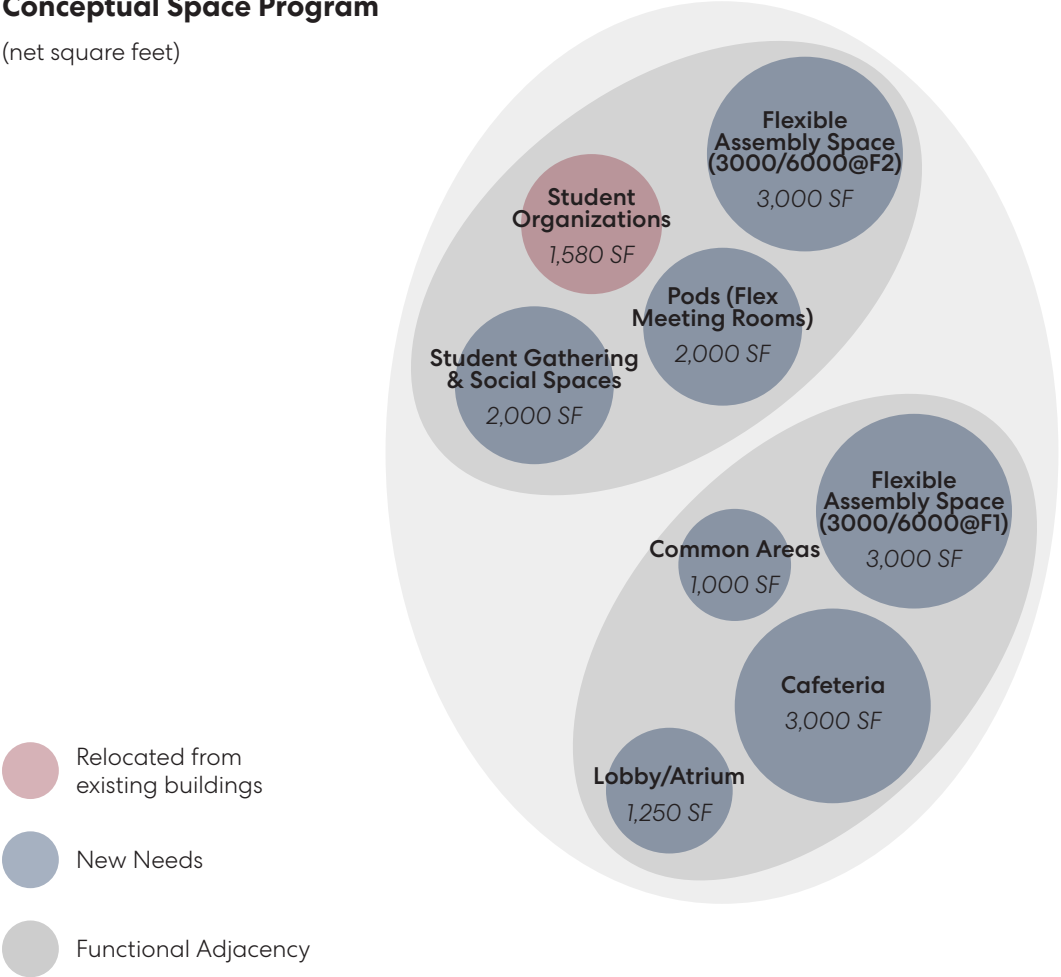 Conceptual Space Program
(net square feet)
Flexible
Assembly Space
(3000/6000@F2)
3,000 SF
Student
Organizations
1,580 SF
Pods (Flex
Meeting Rooms)
2,000 SF
Student Gathering
& Social Spaces
2,000 SF
Flexible
Assembly Space
(3000/6000@F1)
3,000 SF
Common Areas
1,000 SF
Cafeteria
3,000 SF
Lobby/Atrium
1,250 SF
Relocated from
existing buildings
New Needs
Functional Adjacency